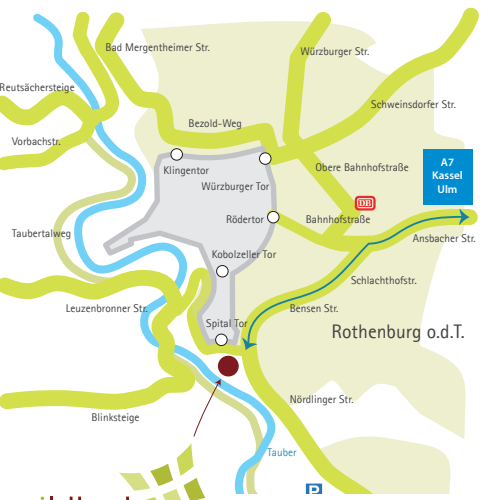 Bad Mergentheimer Str.
Würzburger Str.
Reutsächersteige
Schweinsdorfer Str.
Bezold-Weg
Vorbachstr.
Klingentor
Obere Bahnhofstraße
A7
Kassel
Ulm
Würzburger Tor
DB
Rödertor
Bahnhofstraße
Taubertalweg
Ansbacher Str.
Kobolzeller Tor
Schlachthofstr.
Leuzenbronner Str.
Bensen Str.
Spital Tor
Rothenburg o.d.T.
Nördlinger Str.
Blinksteige
Tauber
P